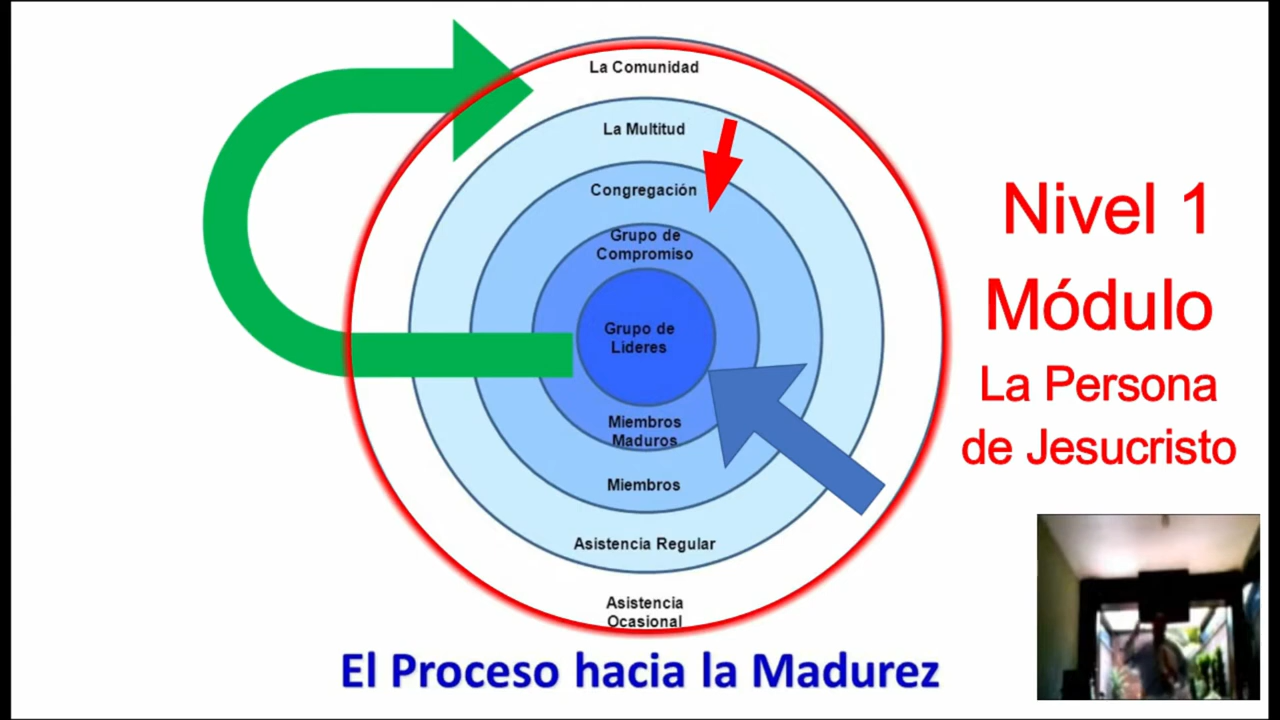 La Comunidad
La Multitud
Congregación
Grupo de
Compromiso
Grupo de
Lideres
Miembros
Maduros
Miembros
Asistencia Regular
Asistencia
Ocasional
El Proceso hacia la Madurez
Nivel 1
Módulo
La Persona
de Jesucristo